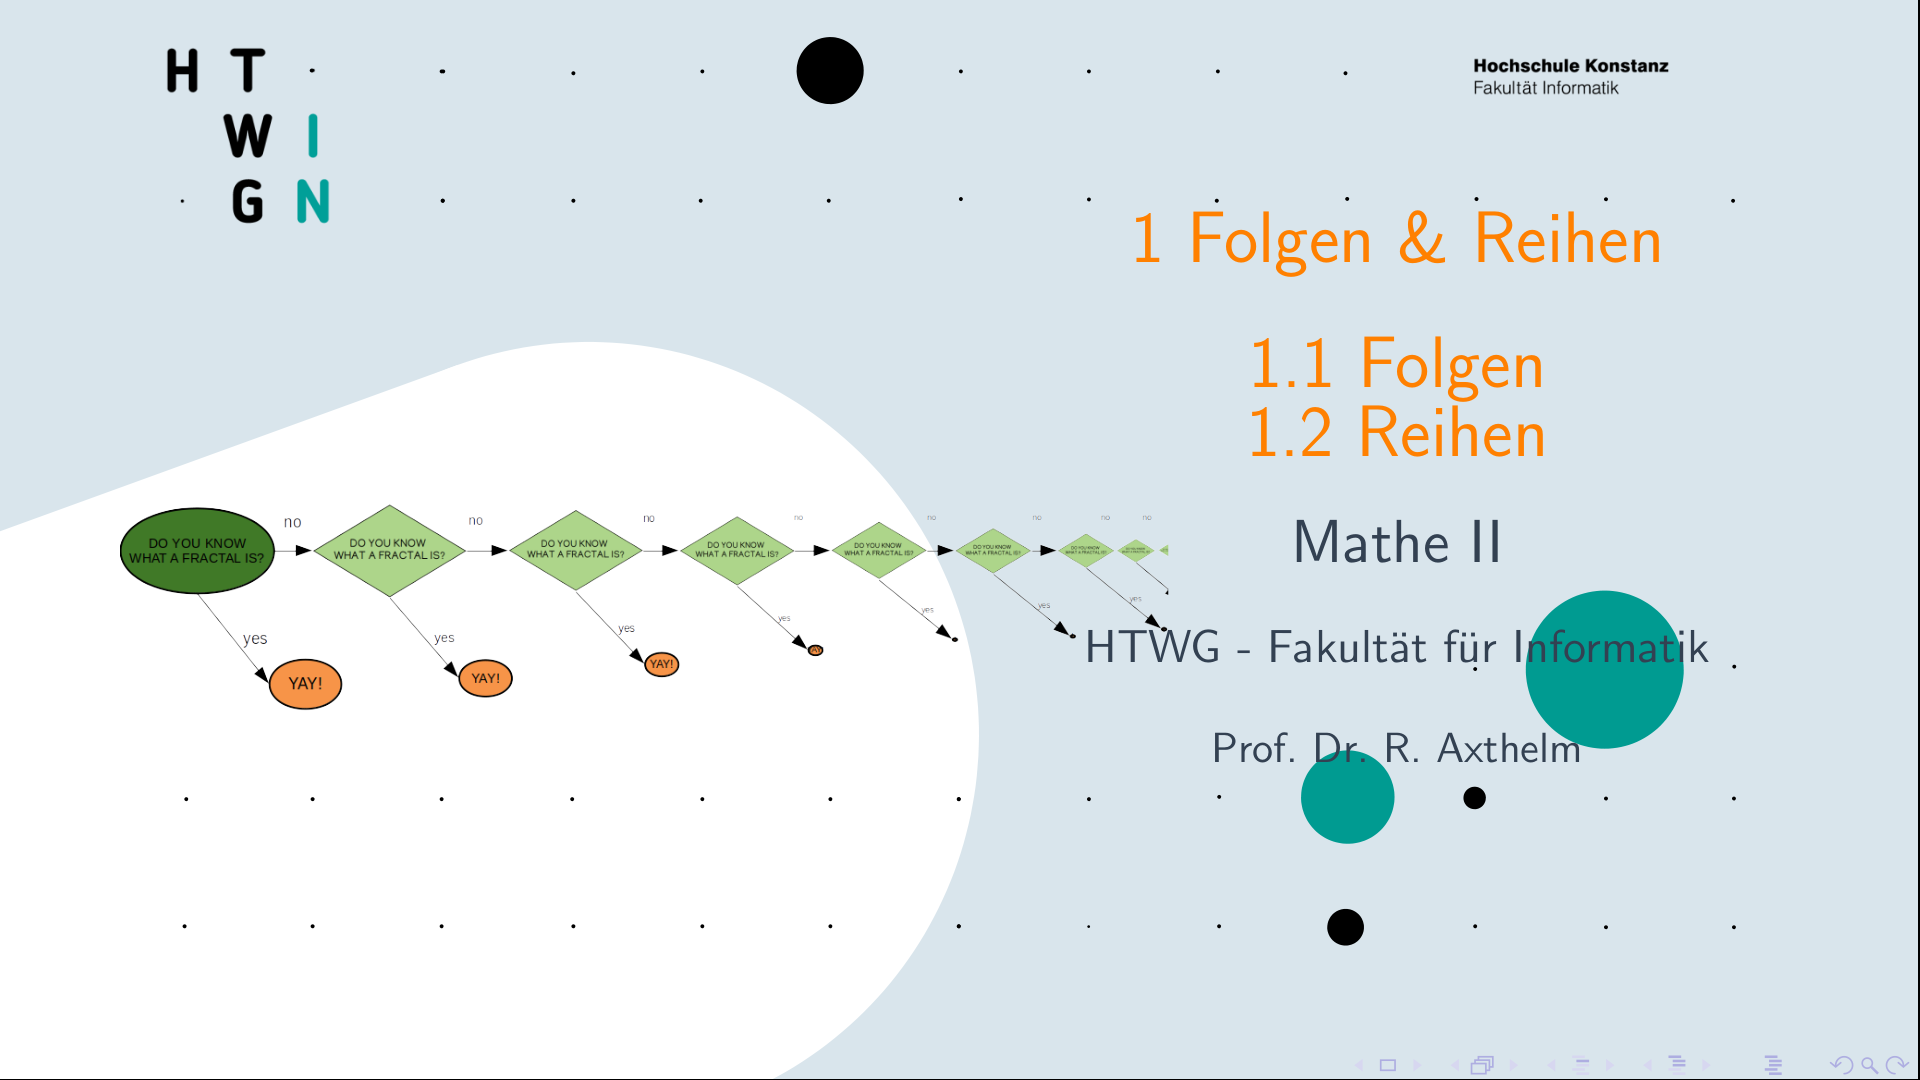 H T
W I
G N
Hochschule Konstanz
Fakultät Informatik
1 Folgen & Reihen
1.1 Folgen
1.2 Reihen
Mathe II
HTWG - Fakultät für Informatik
Prof. Dr. R. Axthelm
DO YOU KNOW
WHAT A FRACTAL IS?
no
yes
YAY!
DO YOU KNOW
WHAT A FRACTAL IS?
no
yes
YAY!
DO YOU KNOW
WHAT A FRACTAL IS?
no
yes
YAY!
DO YOU KNOW
WHAT A FRACTAL IS?
no
yes
DO YOU KNOW
WHAT A FRACTAL IS?
no
yes
DO YOU KNOW
WHAT A FRACTAL IS?
no
yes
DO YOU KNOW
WHAT A FRACTAL IS?
no
yes
no